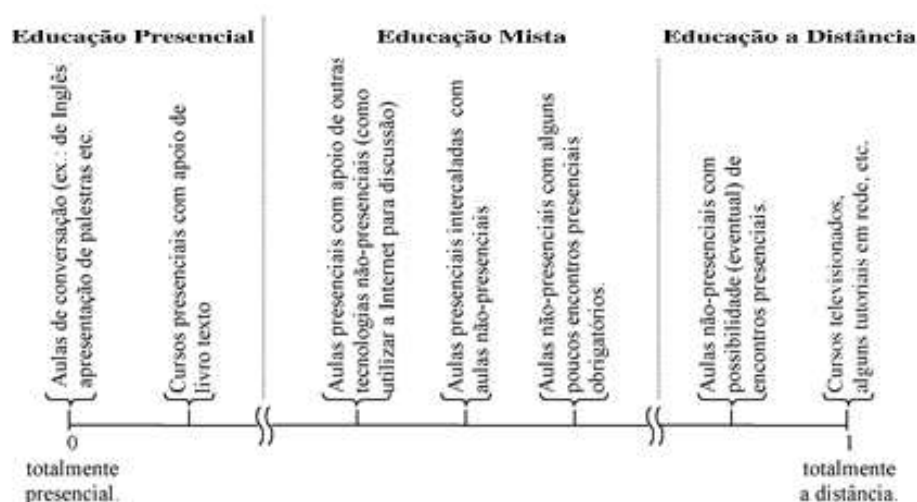 Educação Presencial
Educação Mista
Educação a Distância
Aulas de conversação (ex.: de Inglês
apresentação de palestras etc.
Cursos presenciais com apoio de
livro texto
Aulas presenciais com apoio de outras
tecnologias não-presenciais (como
utilizar a Internet para discussão)
Aulas presenciais intercaladas com
aulas não-presenciais
Aulas não-presenciais com alguns
poucos encontros presenciais
obrigatórios.
Aulas não-presenciais com
possibilidade (eventual) de
encontros presenciais.
Cursos televisionados,
alguns tutoriais em rede, etc.
0
totalmente
presencial.
1
totalmente
a distância.